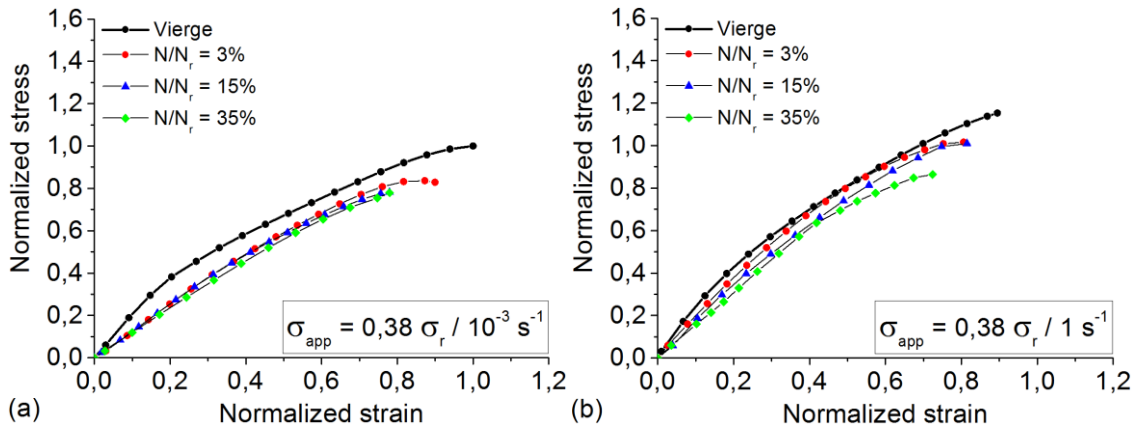 Normalized stress
1,6
1,4
1,2
1,0
0,8
0,6
0,4
0,2
0,0
Vierge
N/Nr = 3%
N/Nr = 15%
N/Nr = 35%
σapp = 0,38 σr / 10-3 s-1
0,0 0,2 0,4 0,6 0,8 1,0 1,2
(a) Normalized strain
Normalized stress
1,6
1,4
1,2
1,0
0,8
0,6
0,4
0,2
0,0
Vierge
N/Nr = 3%
N/Nr = 15%
N/Nr = 35%
σapp = 0,38 σr / 1 s-1
0,0 0,2 0,4 0,6 0,8 1,0 1,2
(b) Normalized strain